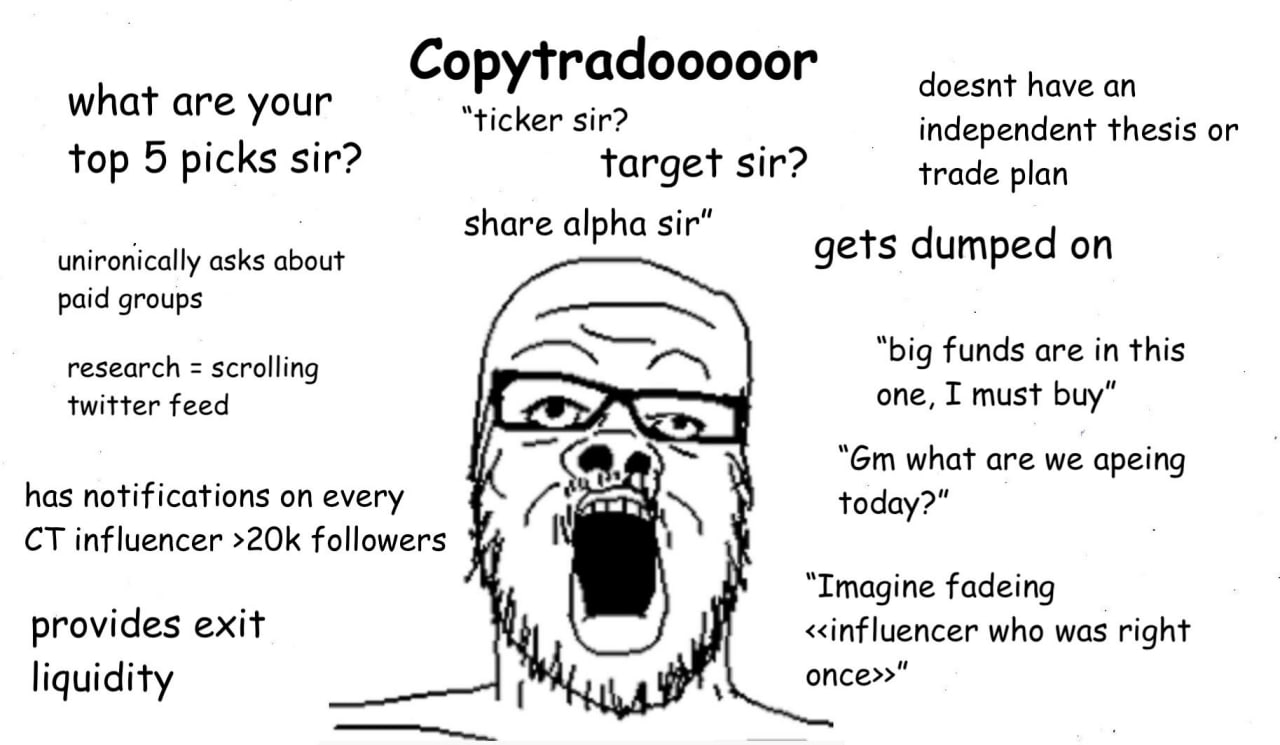 Copytradooooor
what are your
top 5 picks sir?
"ticker sir?
target sir?
share alpha sir"
doesnt have an
independent thesis or
trade plan
unironically asks about
paid groups
gets dumped on
research = scrolling
twitter feed
"big funds are in this
one, I must buy"
has notifications on every
CT influencer >20k followers
"Gm what are we apeing
today?"
provides exit
liquidity
"Imagine fadeing
<<influencer who was right
once>>"